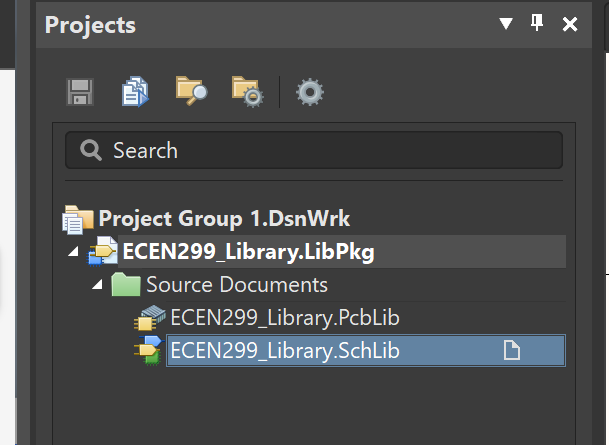 Projects
Search
Project Group 1.DsnWrk
ECEN299_Library.LibPkg
Source Documents
ECEN299_Library.PcbLib
ECEN299_Library.SchLib